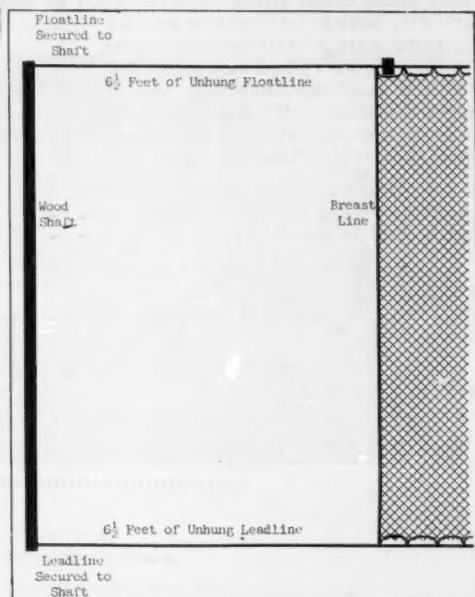 Floatline
Secured to
Shaft
6½ Feet of Unhung Floatline
Wood
Shaft
Breast
Line
6½ Feet of Unhung Leadline
Leadline
Secured to
Shaft